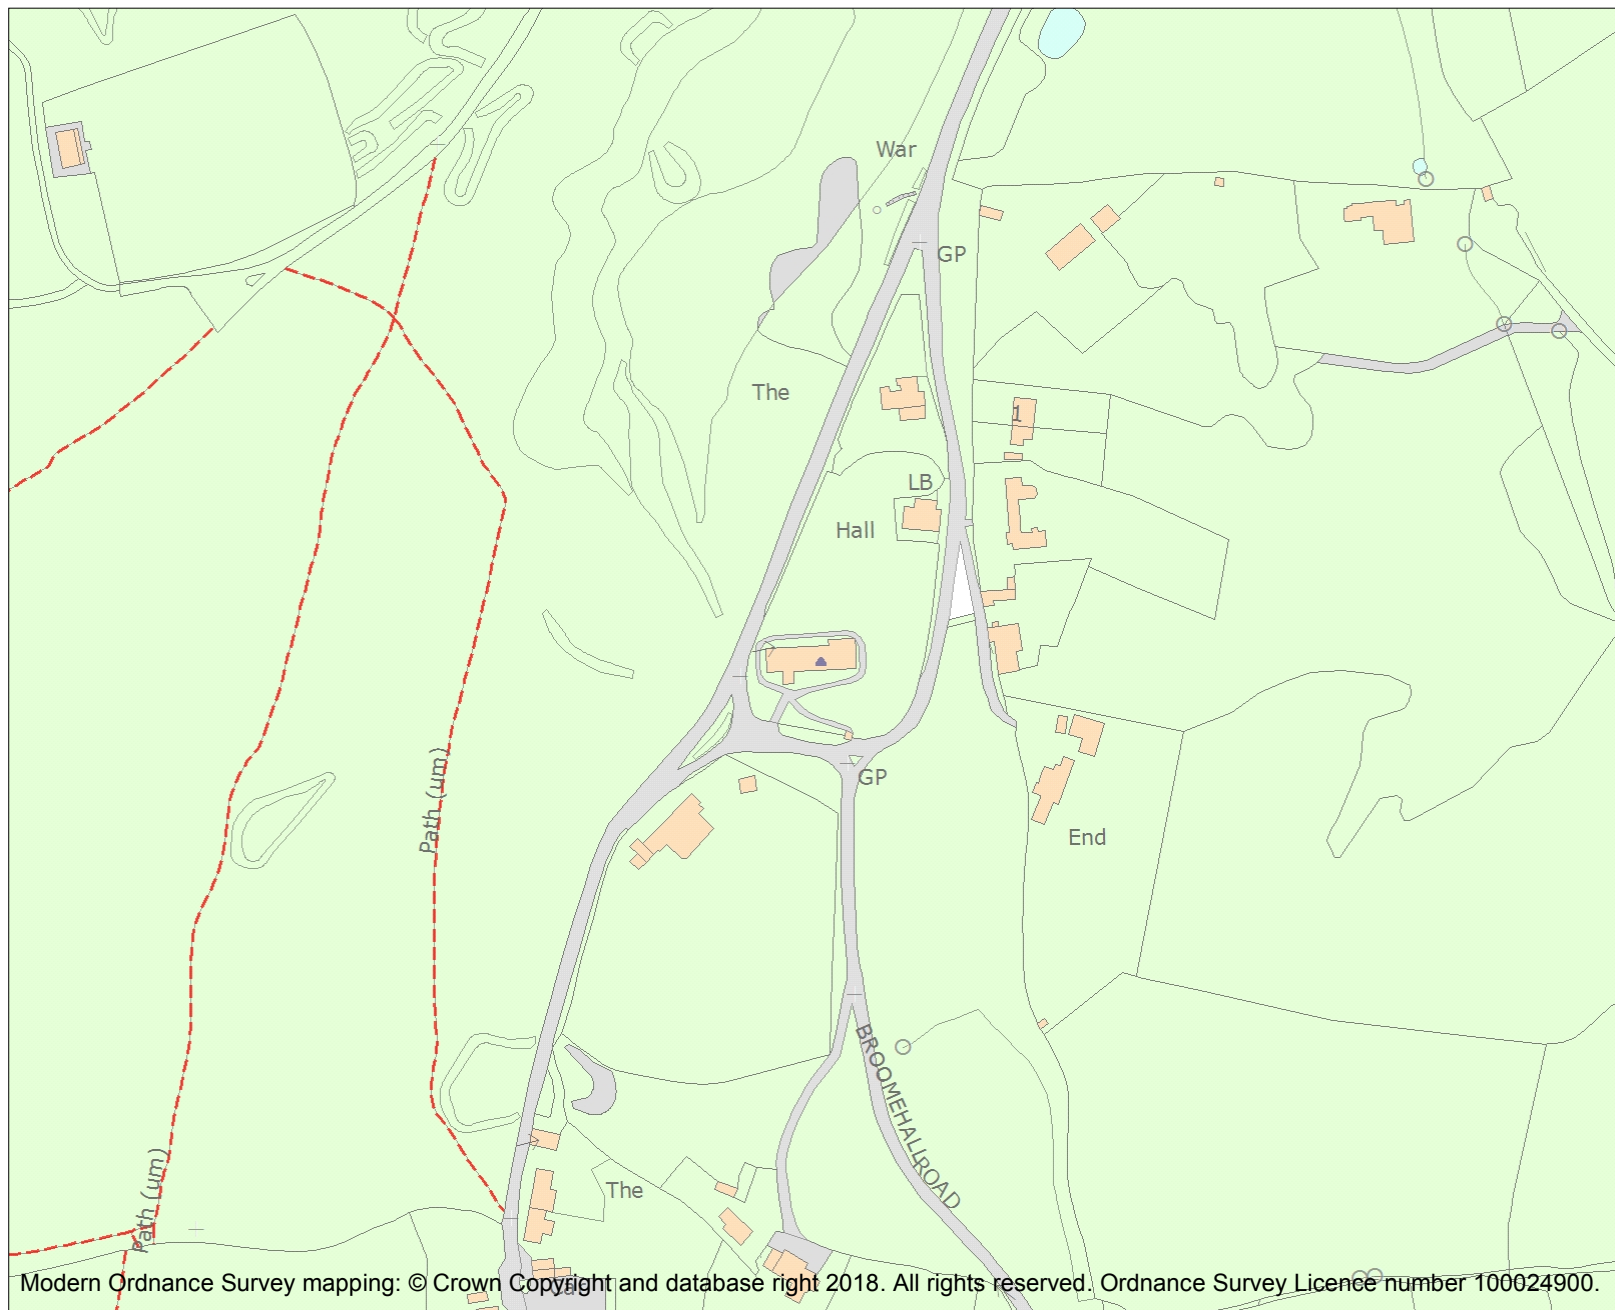 War
GP
The
1
LB
Hall
GP
Path (um)
End
BROOMEHALLROAD
Path (um)
The
Modern Ordnance Survey mapping: © Crown Copyright and database right 2018. All rights reserved. Ordnance Survey Licence number 100024900.